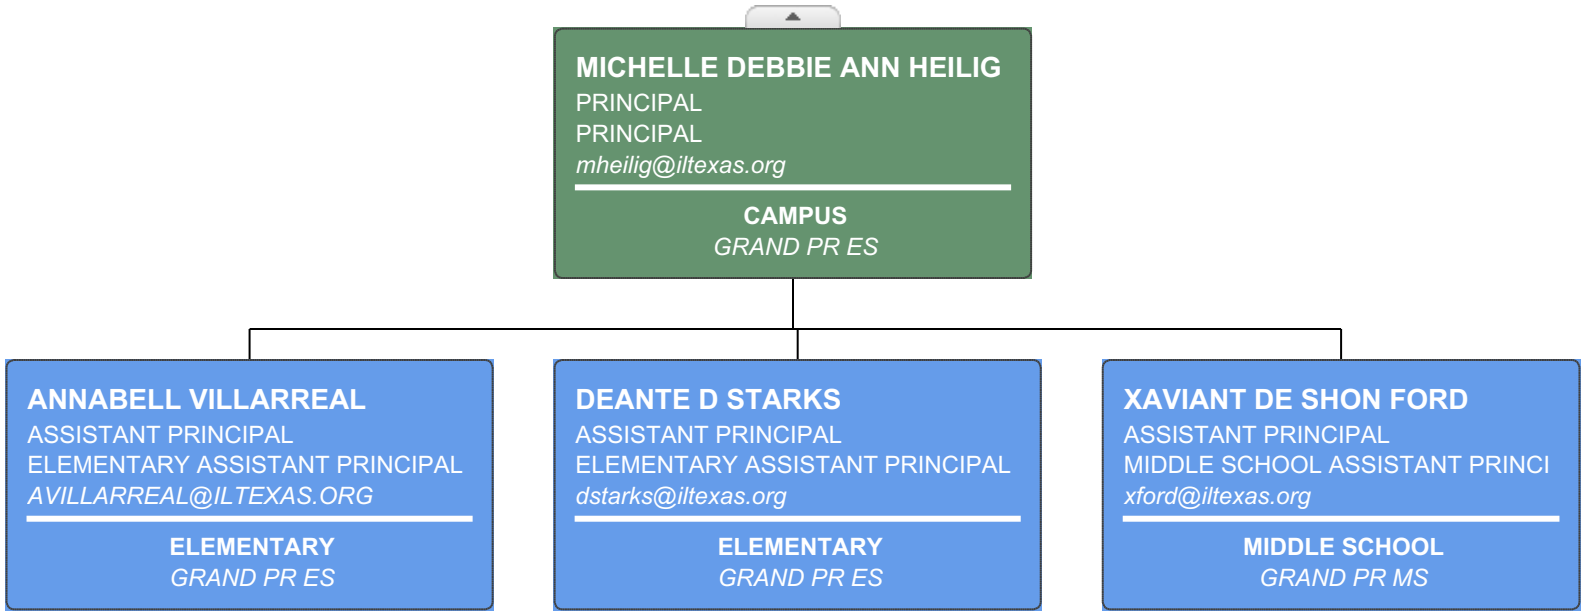 MICHELLE DEBBIE ANN HEILIG
PRINCIPAL
PRINCIPAL
mheilig@iltexas.org
CAMPUS
GRAND PR ES
ANNABELL VILLARREAL
ASSISTANT PRINCIPAL
ELEMENTARY ASSISTANT PRINCIPAL
AVILLARREAL@ILTEXAS.ORG
ELEMENTARY
GRAND PR ES
DEANTE D STARKS
ASSISTANT PRINCIPAL
ELEMENTARY ASSISTANT PRINCIPAL
dstarks@iltexas.org
ELEMENTARY
GRAND PR ES
XAVIANT DE SHON FORD
ASSISTANT PRINCIPAL
MIDDLE SCHOOL ASSISTANT PRINCI
xford@iltexas.org
MIDDLE SCHOOL
GRAND PR MS